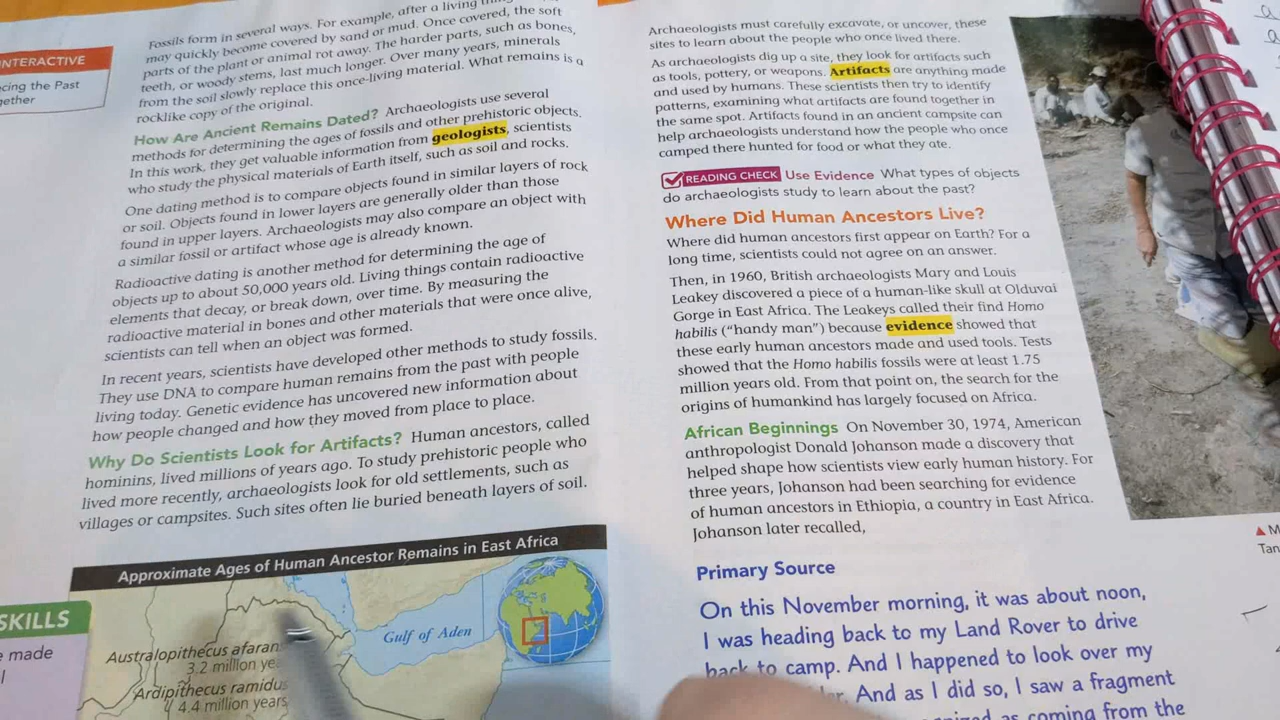 NTERACTIVE
cing the Past
gether
Fossils form in several ways. For example, after a living
may quickly become covered by sand or mud. Once covered, the soft
parts of the plant or animal rot away. The harder parts, such as bones,
teeth, or woody stems, last much longer. Over many years, minerals
from the soil slowly replace this once-living material. What remains is a
rocklike copy of the original.
How Are Ancient Remains Dated? Archaeologists use several
methods for determining the ages of fossils and other prehistoric objects.
In this work, they get valuable information from geologists, scientists
who study the physical materials of Earth itself, such as soil and rocks.
One dating method is to compare objects found in similar layers of rock
or soil. Objects found in lower layers are generally older than those
found in upper layers. Archaeologists may also compare an object with
a similar fossil or artifact whose age is already known.
Radioactive dating is another method for determining the age of
objects up to about 50,000 years old. Living things contain radioactive
elements that decay, or break down, over time. By measuring the
radioactive material in bones and other materials that were once alive,
scientists can tell when an object was formed.
In recent years, scientists have developed other methods to study fossils.
They use DNA to compare human remains from the past with people
living today. Genetic evidence has uncovered new information about
how people changed and how they moved from place to place.
Why Do Scientists Look for Artifacts? Human ancestors, called
hominins, lived millions of years ago. To study prehistoric people who
lived more recently, archaeologists look for old settlements, such as
villages or campsites. Such sites often lie buried beneath layers of soil.
Approximate Ages of Human Ancestor Remains in East Africa
SKILLS
made
Gulf of Aden
Australopithecus afaran
3.2 million ye
Ardipithecus ramidus
4.4 million years
Archaeologists must carefully excavate, or uncover, these
sites to learn about the people who once lived there.
As archaeologists dig up a site, they look for artifacts such
as tools, pottery, or weapons. Artifacts are anything made
and used by humans. These scientists then try to identify
patterns, examining what artifacts are found together in
the same spot. Artifacts found in an ancient campsite can
help archaeologists understand how the people who once
camped there hunted for food or what they ate.
READING CHECK Use Evidence What types of objects
do archaeologists study to learn about the past?
Where Did Human Ancestors Live?
Where did human ancestors first appear on Earth? For a
long time, scientists could not agree on an answer.
Then, in 1960, British archaeologists Mary and Louis
Leakey discovered a piece of a human-like skull at Olduvai
Gorge in East Africa. The Leakeys called their find Homo
habilis ("handy man") because evidence showed that
these early human ancestors made and used tools. Tests
showed that the Homo habilis fossils were at least 1.75
million years old. From that point on, the search for the
origins of humankind has largely focused on Africa.
African Beginnings On November 30, 1974, American
anthropologist Donald Johanson made a discovery that
helped shape how scientists view early human history. For
three years, Johanson had been searching for evidence
of human ancestors in Ethiopia, a country in East Africa.
Johanson later recalled,
Primary Source
On this November morning, it was about noon,
I was heading back to my Land Rover to drive
back to camp. And I happened to look over my
And as I did so, I saw a fragment
as coming from the
Tan